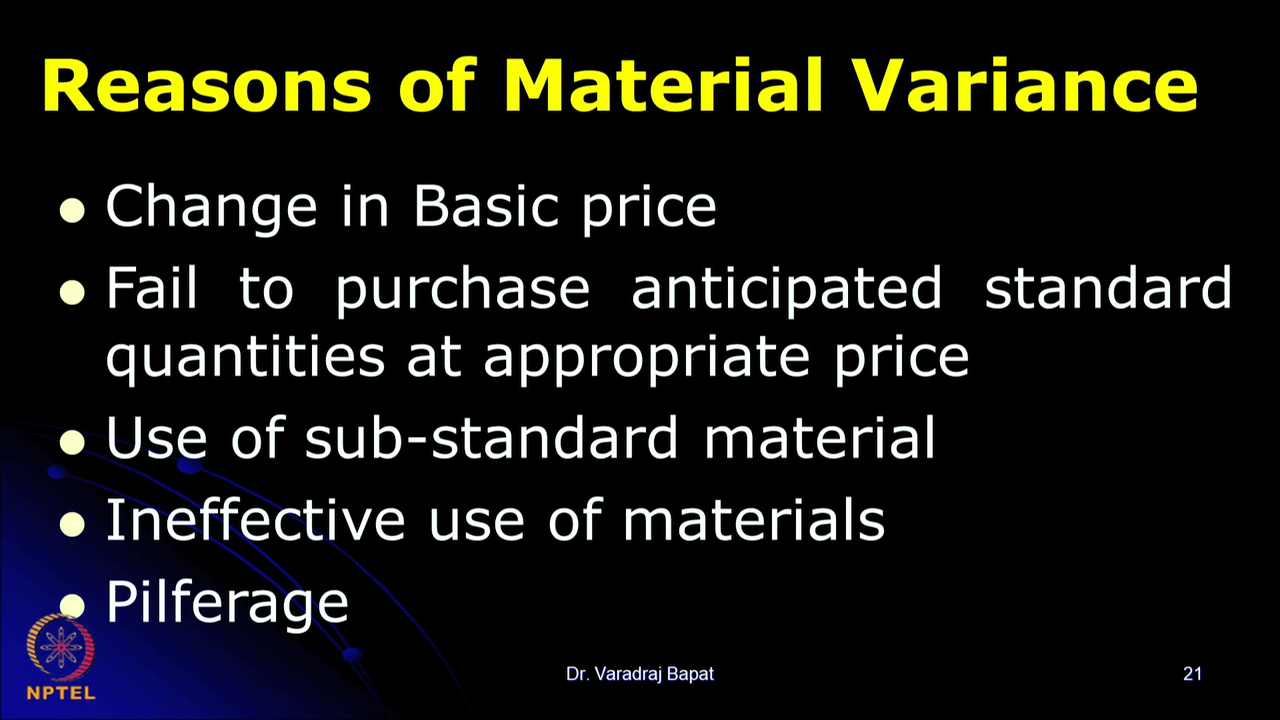 Reasons of Material Variance
● Change in Basic price
● Fail to purchase anticipated standard
quantities at appropriate price
● Use of sub-standard material
● Ineffective use of materials
● Pilferage
NPTEL
Dr. Varadraj Bapat
21